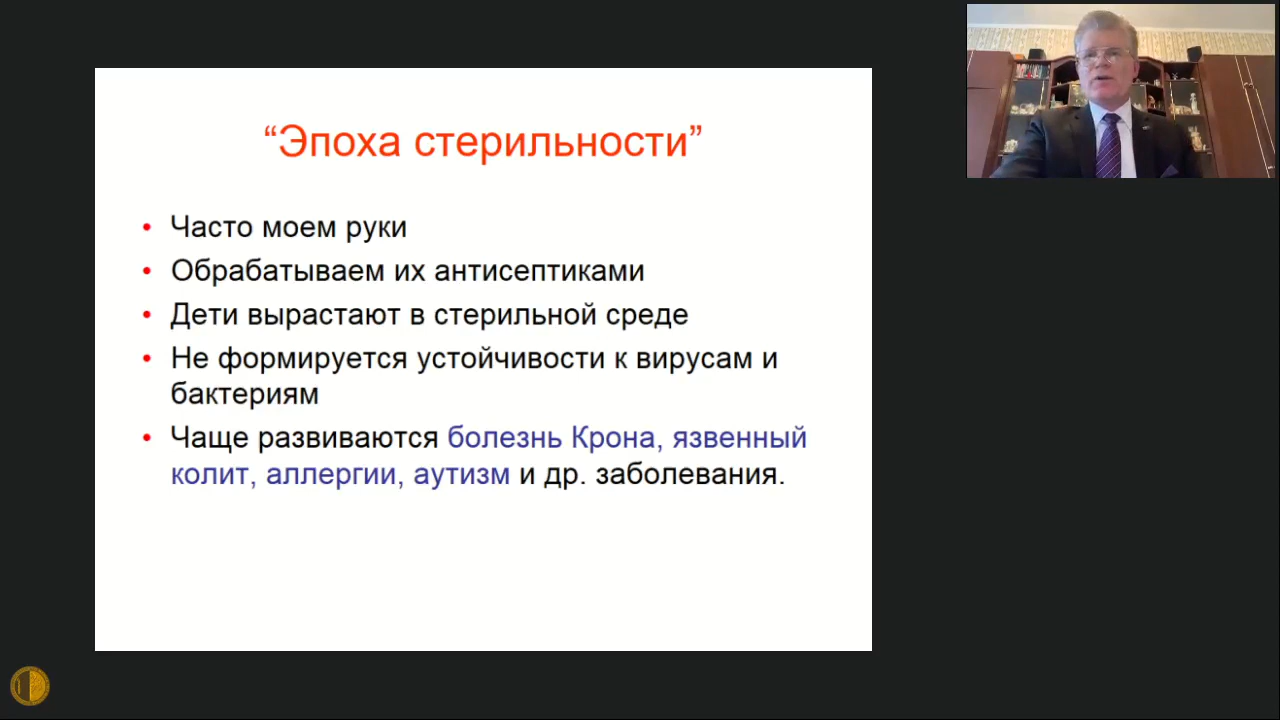 “Эпоха стерильности”
• Часто моем руки
• Обрабатываем их антисептиками
• Дети вырастают в стерильной среде
• Не формируется устойчивости к вирусам и
бактериям
• Чаще развиваются болезнь Крона, язвенный
колит, аллергии, аутизм и др. заболевания.